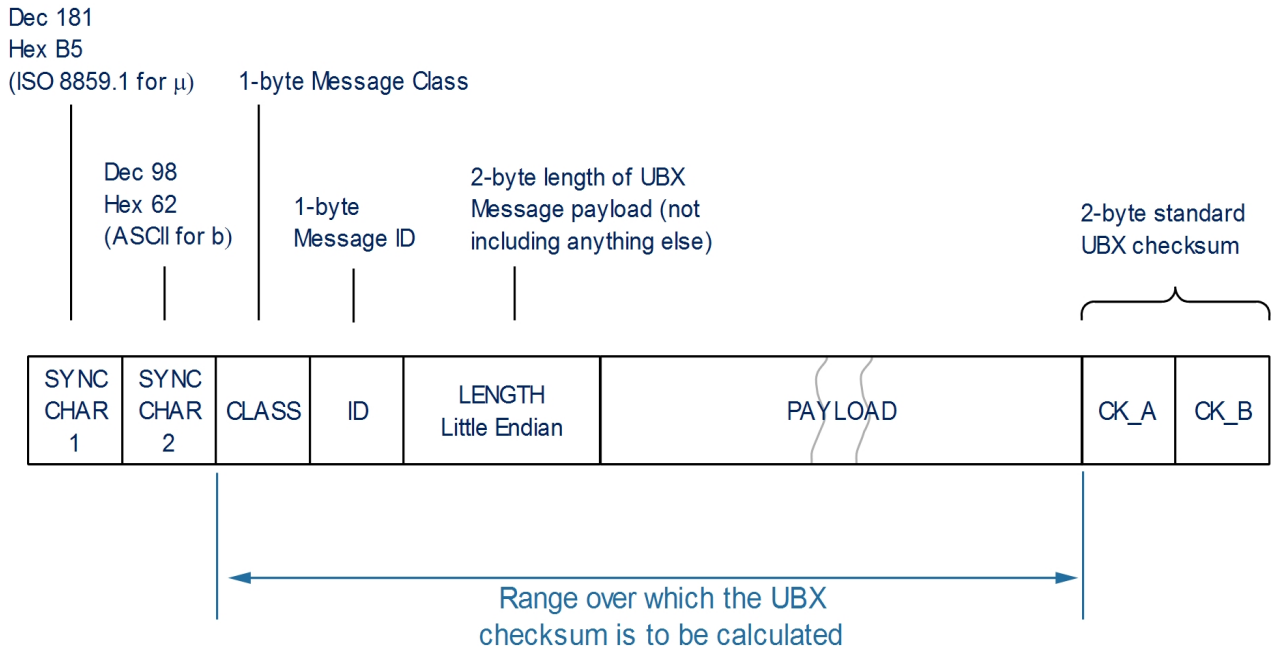 Dec 181
Hex B5
(ISO 8859.1 for μ)
1-byte Message Class
Dec 98
Hex 62
(ASCII for b)
1-byte
Message ID
2-byte length of UBX
Message payload (not
including anything else)
2-byte standard
UBX checksum
SYNC
CHAR
1
SYNC
CHAR
2
CLASS
ID
LENGTH
Little Endian
PAYLOAD
CK_A
CK_B
Range over which the UBX
checksum is to be calculated